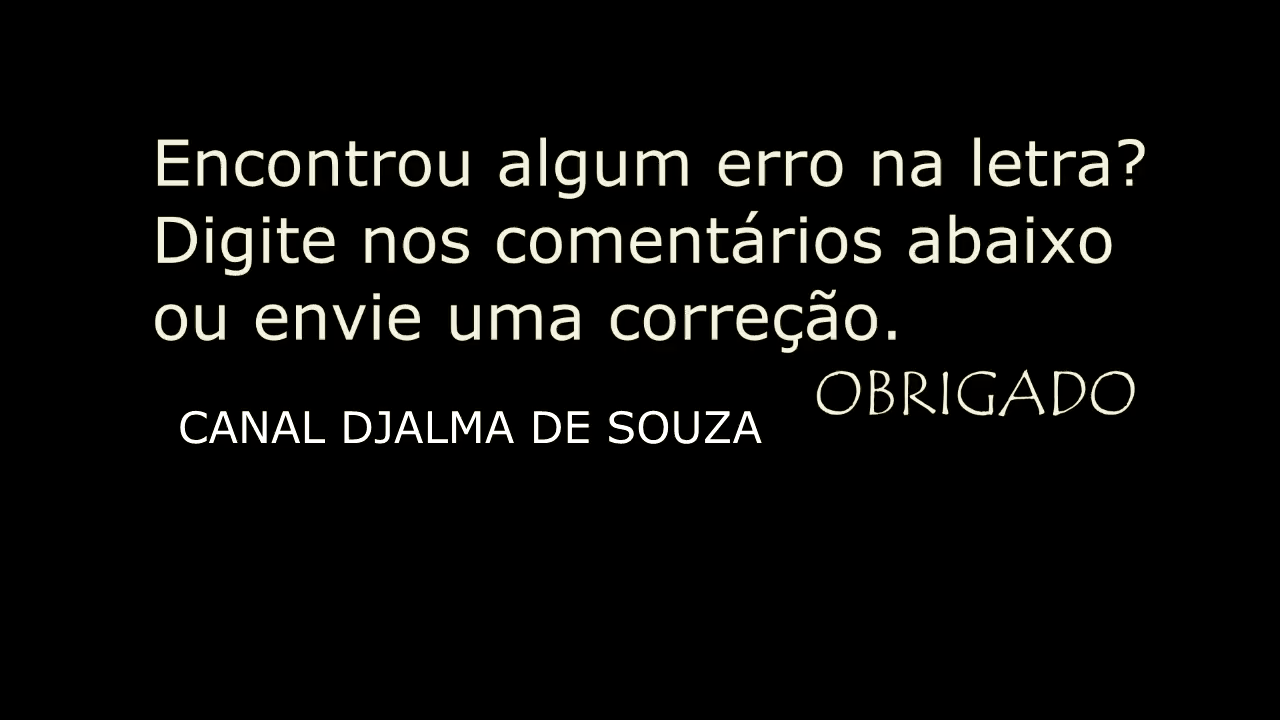 Encontrou algum erro na letra?
Digite nos comentários abaixo
ou envie uma correção.
OBRIGADO
CANAL DJALMA DE SOUZA